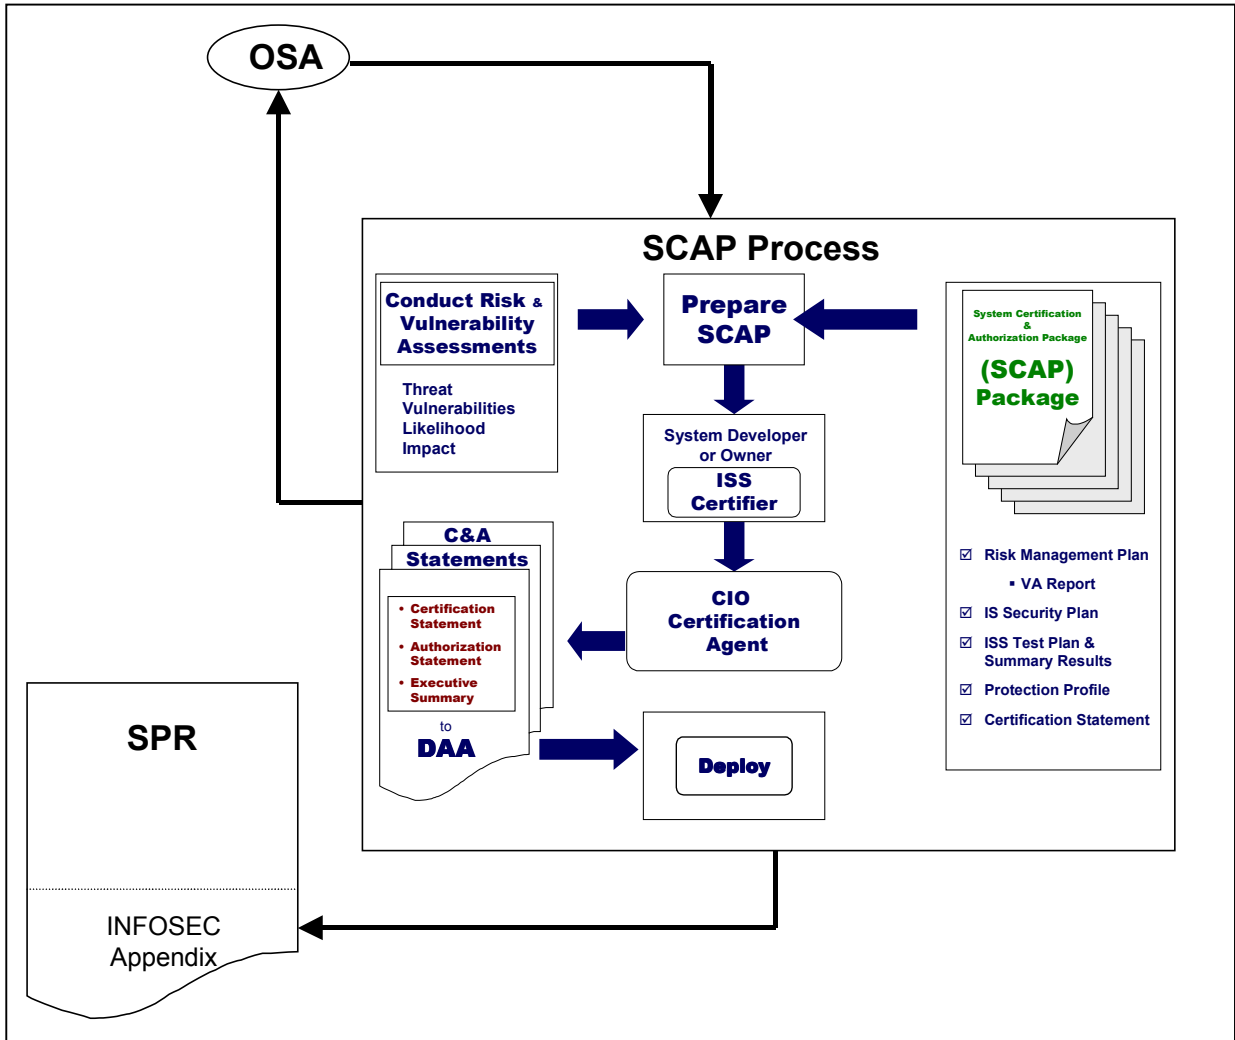 OSA
SCAP Process
Conduct Risk &
Vulnerability
Assessments
Threat
Vulnerabilities
Likelihood
Impact
Prepare
SCAP
System Certification
&
Authorization Package
(SCAP)
Package
System Developer
or Owner
ISS
Certifier
C&A
Statements
• Certification
Statement
• Authorization
Statement
• Executive
Summary
to
DAA
CIO
Certification
Agent
Deploy
☑ Risk Management Plan
▪ VA Report
☑ IS Security Plan
☑ ISS Test Plan &
Summary Results
☑ Protection Profile
☑ Certification Statement
SPR
INFOSEC
Appendix